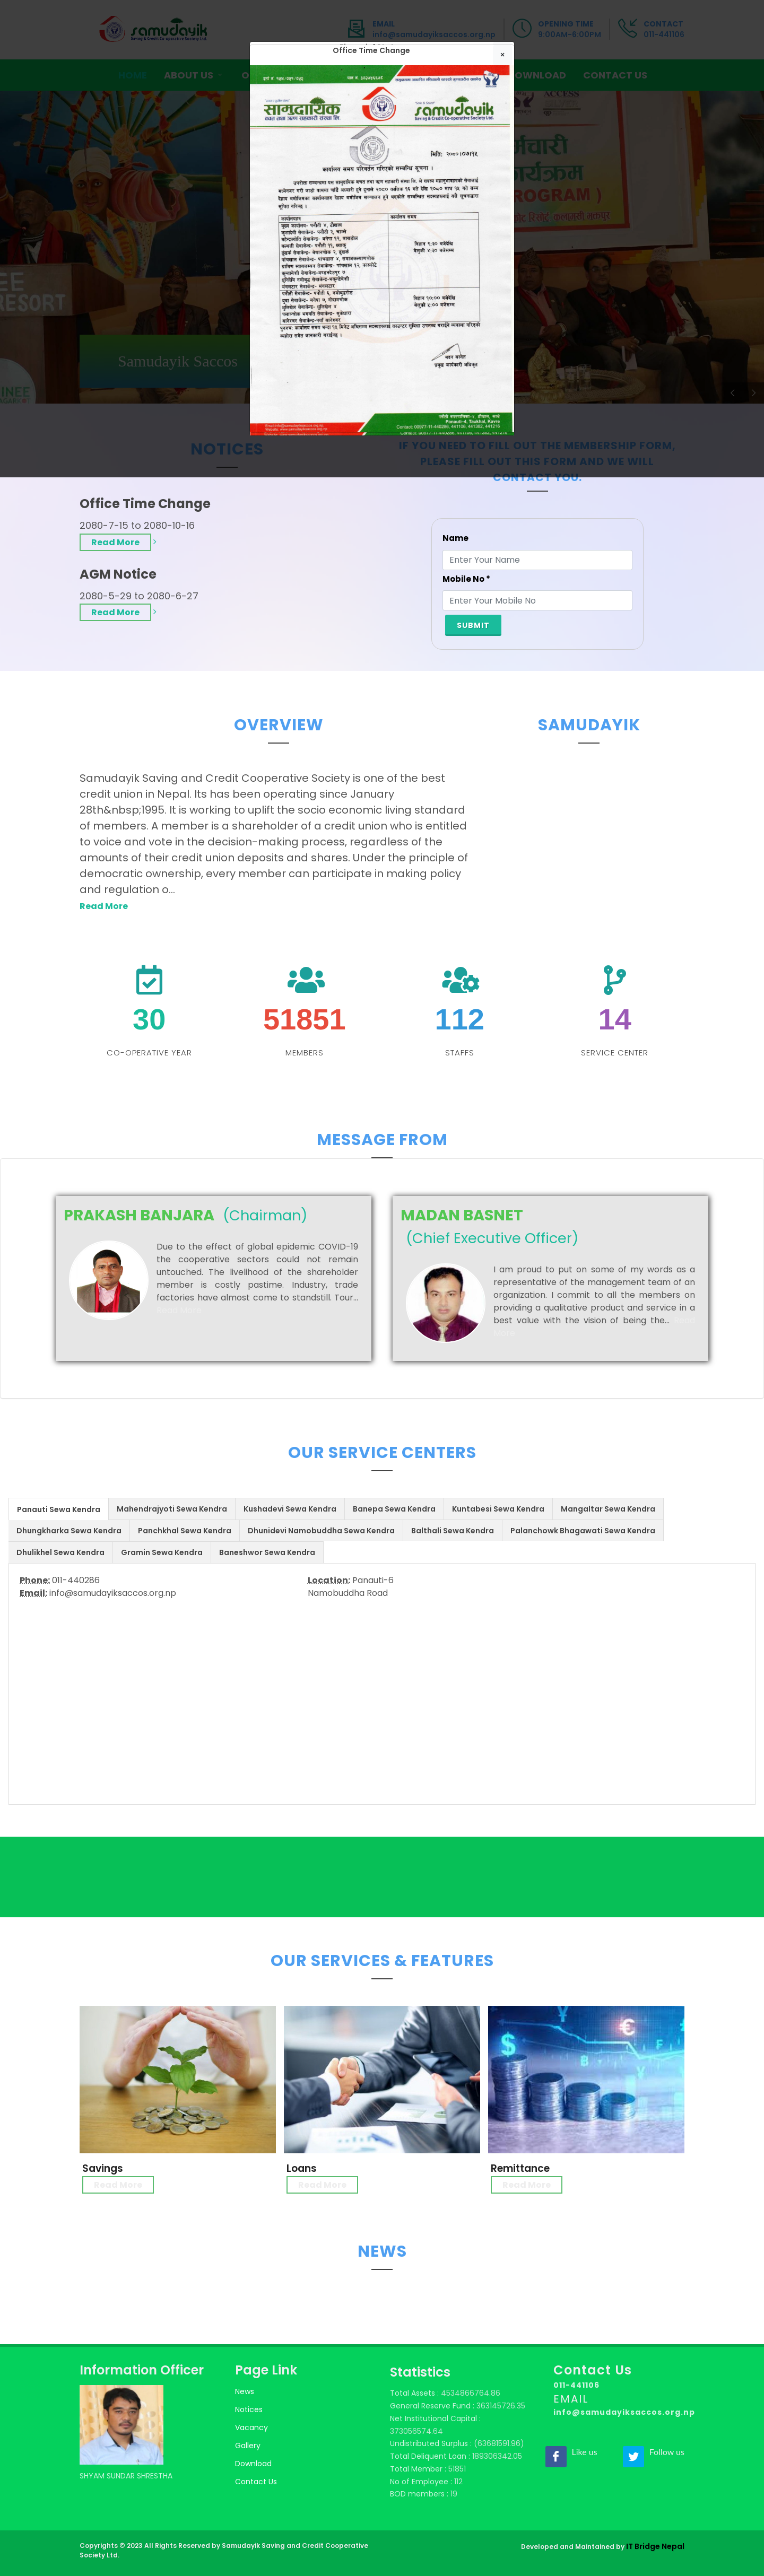 samudayik
Saving & Credit Co-operative Society Ltd.
EMAIL
info@samudayiksaccos.org.np
OPENING TIME
9:00AM-6:00PM
CONTACT
011-441106
HOME
ABOUT US
DOWNLOAD
CONTACT US
Office Time Change
×
सामुदायिक
बचत तथा ऋण सहकारी संस्था लि.
samudayik
Saving & Credit Co-operative Society Ltd.
मिति: २०८०।०७।१५
कार्यालय समय परिवर्तन गरिएको सम्बन्धि सूचना ।
Samudayik Saccos
NOTICES
IF YOU NEED TO FILL OUT THE MEMBERSHIP FORM,
PLEASE FILL OUT THIS FORM AND WE WILL
CONTACT YOU.
Office Time Change
2080-7-15 to 2080-10-16
Read More >
AGM Notice
2080-5-29 to 2080-6-27
Read More >
Name
Enter Your Name
Mobile No *
Enter Your Mobile No
SUBMIT
OVERVIEW
SAMUDAYIK
Samudayik Saving and Credit Cooperative Society is one of the best
credit union in Nepal. Its has been operating since January
28th&nbsp;1995. It is working to uplift the socio economic living standard
of members. A member is a shareholder of a credit union who is entitled
to voice and vote in the decision-making process, regardless of the
amounts of their credit union deposits and shares. Under the principle of
democratic ownership, every member can participate in making policy
and regulation o...
Read More
30
CO-OPERATIVE YEAR
51851
MEMBERS
112
STAFFS
14
SERVICE CENTER
MESSAGE FROM
PRAKASH BANJARA (Chairman)
Due to the effect of global epidemic COVID-19
the cooperative sectors could not remain
untouched. The livelihood of the shareholder
member is costly pastime. Industry, trade
factories have almost come to standstill. Tour...
MADAN BASNET
(Chief Executive Officer)
I am proud to put on some of my words as a
representative of the management team of an
organization. I commit to all the members on
providing a qualitative product and service in a
best value with the vision of being the...
OUR SERVICE CENTERS
Panauti Sewa Kendra
Mahendrajyoti Sewa Kendra
Kushadevi Sewa Kendra
Banepa Sewa Kendra
Kuntabesi Sewa Kendra
Mangaltar Sewa Kendra
Dhungkharka Sewa Kendra
Panchkhal Sewa Kendra
Dhunidevi Namobuddha Sewa Kendra
Balthali Sewa Kendra
Palanchowk Bhagawati Sewa Kendra
Dhulikhel Sewa Kendra
Gramin Sewa Kendra
Baneshwor Sewa Kendra
Phone: 011-440286
Email: info@samudayiksaccos.org.np
Location: Panauti-6
Namobuddha Road
OUR SERVICES & FEATURES
Savings
Read More
Loans
Read More
Remittance
Read More
NEWS
Information Officer
SHYAM SUNDAR SHRESTHA
Page Link
News
Notices
Vacancy
Gallery
Download
Contact Us
Statistics
Total Assets : 4534866764.86
General Reserve Fund : 363145726.35
Net Institutional Capital :
373056574.64
Undistributed Surplus : (63681591.96)
Total Deliquent Loan : 189306342.05
Total Member : 51851
No of Employee : 112
BOD members : 19
Contact Us
011-441106
EMAIL
info@samudayiksaccos.org.np
Like us
Follow us
Copyrights © 2023 All Rights Reserved by Samudayik Saving and Credit Cooperative
Society Ltd.
Developed and Maintained by IT Bridge Nepal